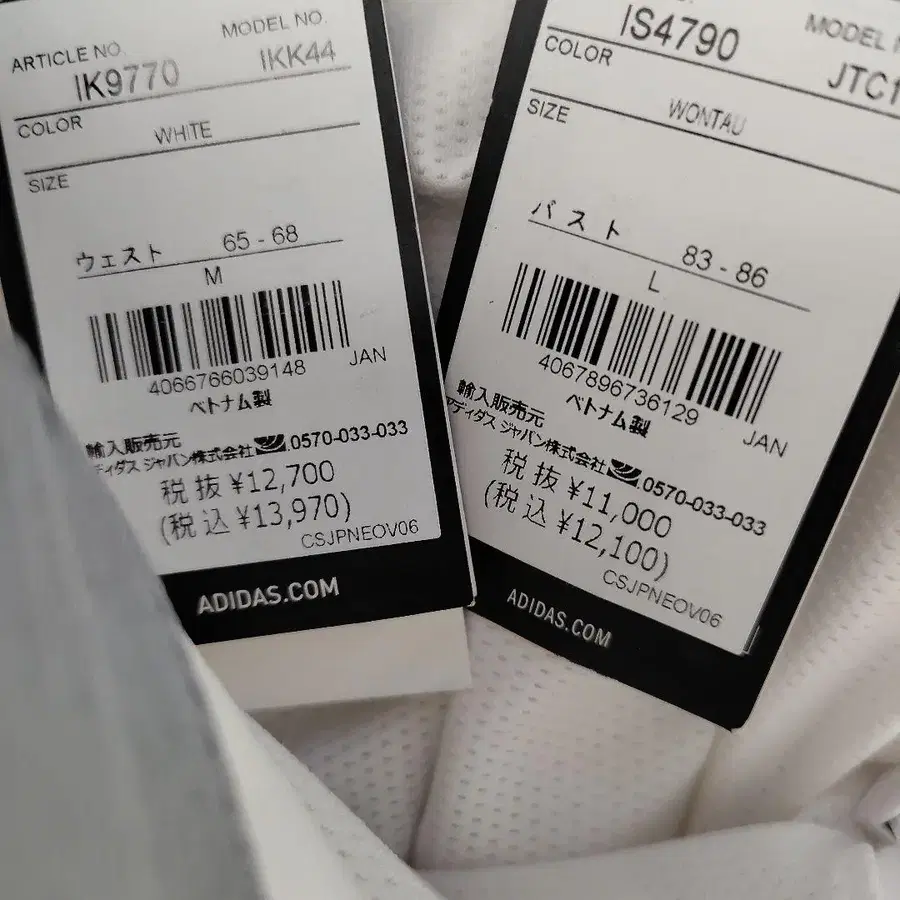 ARTICLE NO.
MODEL NO.
IK9770
IKK44
COLOR
WHITE
SIZE
ウェスト 65 - 68
M
4066766039148
JAN
ベトナム製
輸入販売元
ディダス ジャパン株式会社 0570-033-033
税 抜 ¥12,700
(税 込 ¥13,970)
CSJPNEOV06
ADIDAS.COM
IS4790
MODEL
JTC1
COLOR
WONTAU
SIZE
バ ス ト 83 - 86
L
4067896736129
JAN
ベトナム製
輸入販売元
アディダス ジャパン株式会社 0570-033-033
税 抜 ¥11,000
(税 込 ¥12,100)
CSJPNEOV06
ADIDAS.COM